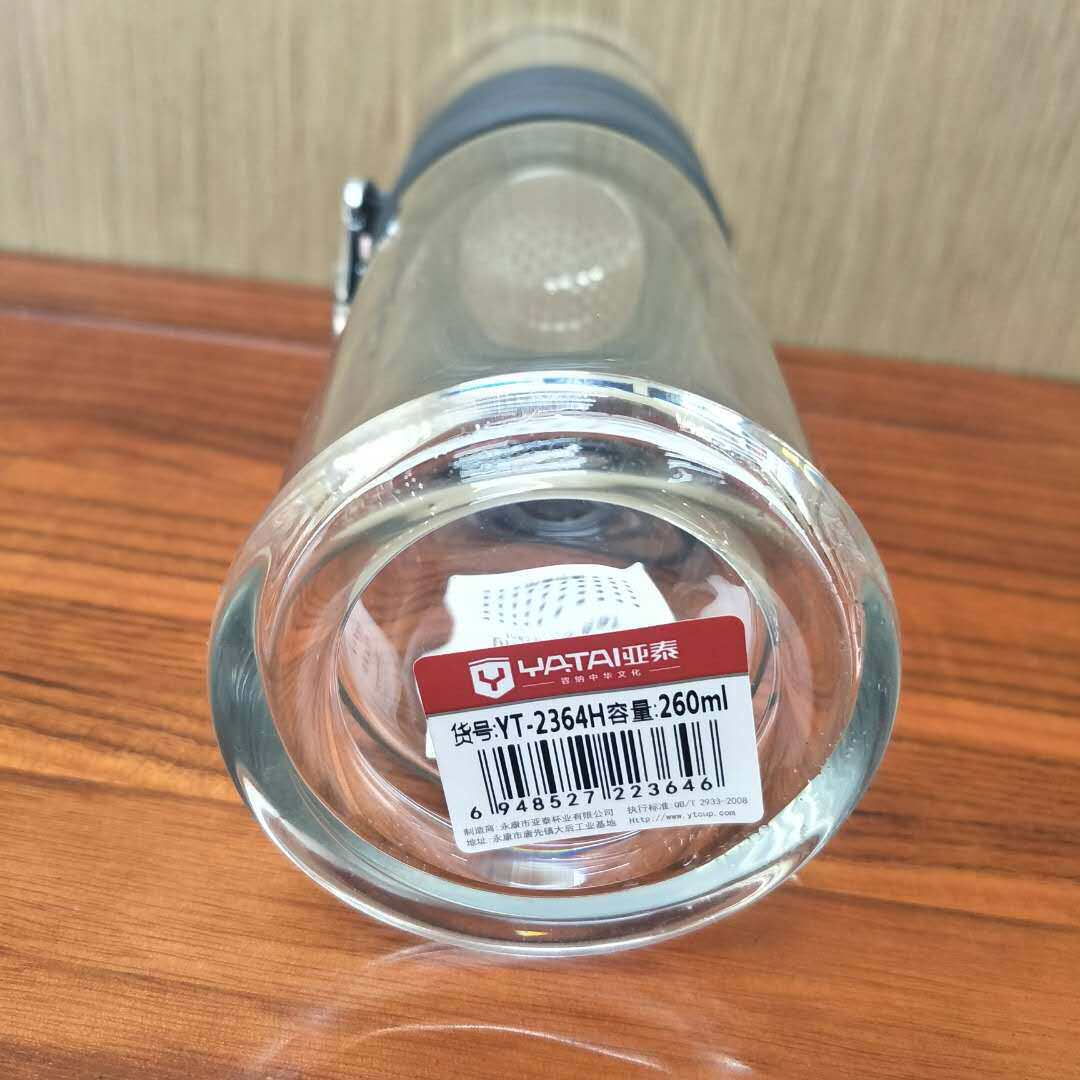 YATAI亚泰
容纳中华文化
货号:YT-2364H容量:260ml
6 948527 223646
制造商:永康市亚泰杯业有限公司 执行标准:QB/T 2933-2008
地址:永康市唐先镇大后工业基地 Http://www.ytoup.com